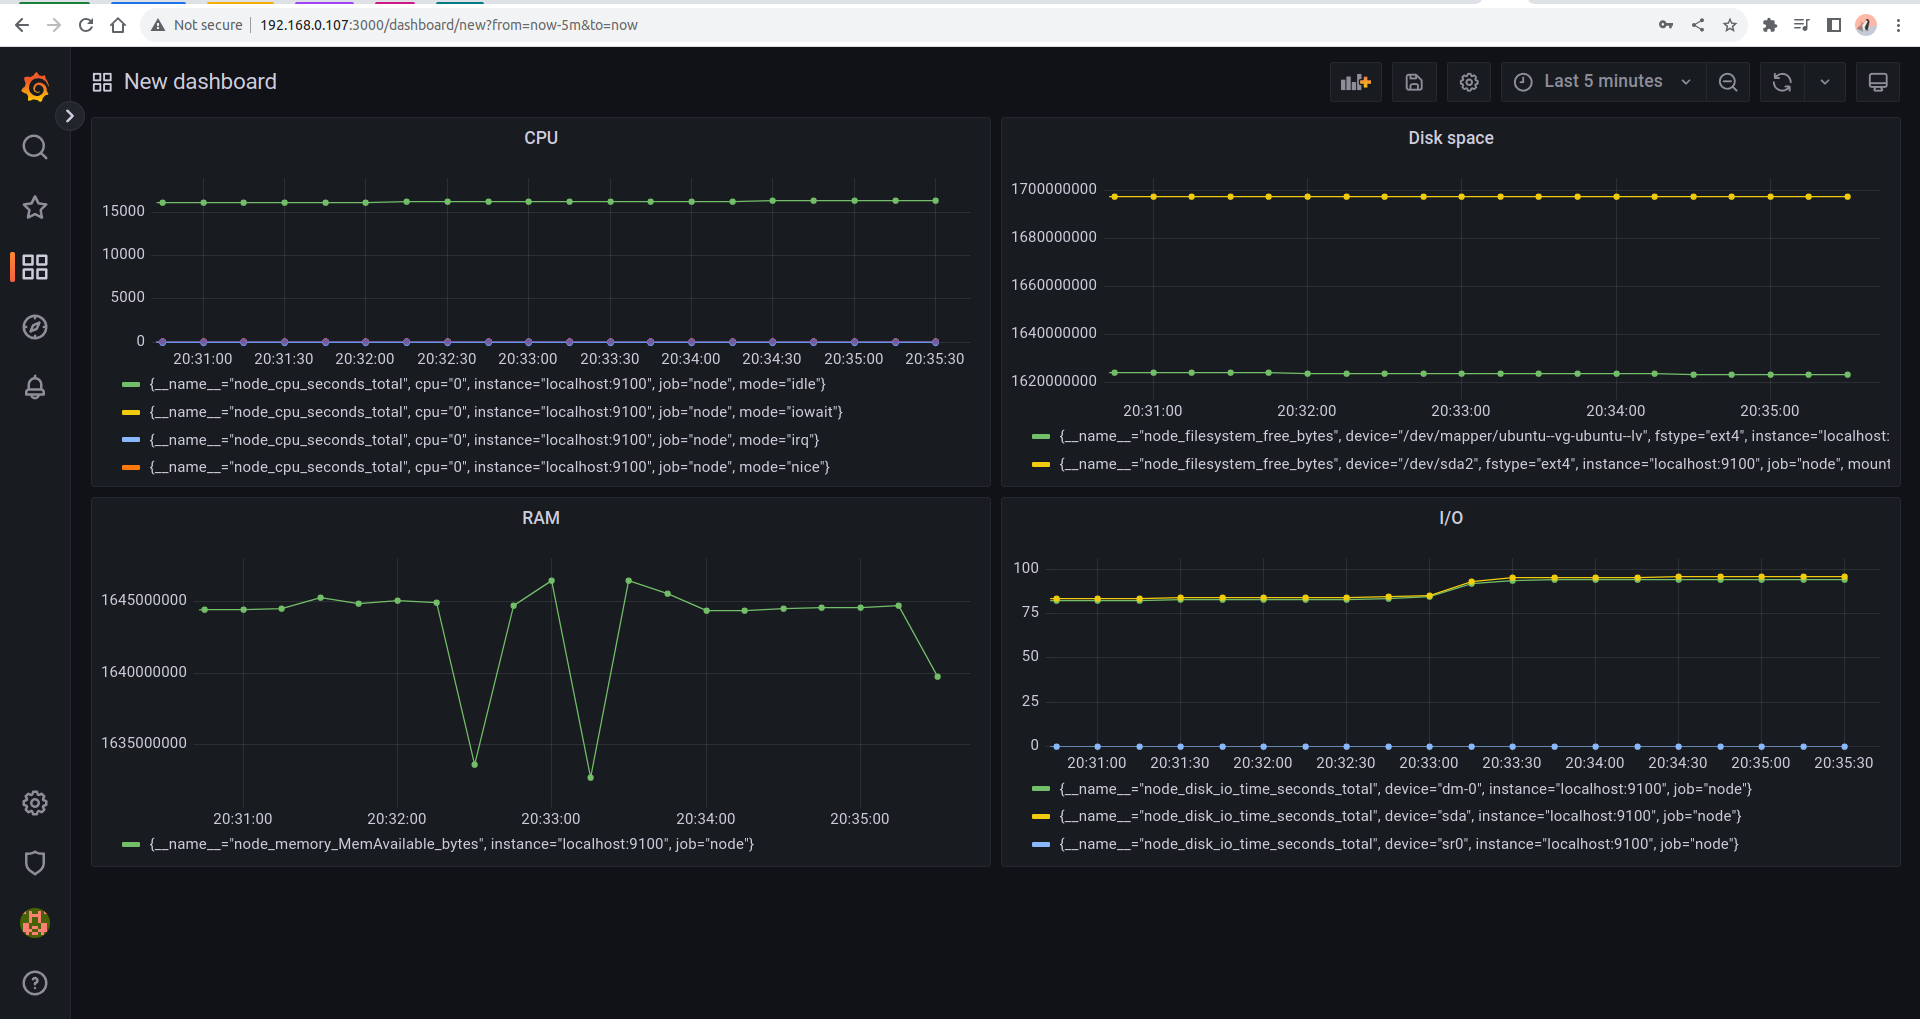 Not secure 192.168.0.107:3000/dashboard/new?from=now-5m&to=now
New dashboard
Last 5 minutes
CPU
15000
10000
5000
0
20:31:00 20:31:30 20:32:00 20:32:30 20:33:00 20:33:30 20:34:00 20:34:30 20:35:00 20:35:30
{__name__="node_cpu_seconds_total", cpu="0", instance="localhost:9100", job="node", mode="idle"}
{__name__="node_cpu_seconds_total", cpu="0", instance="localhost:9100", job="node", mode="iowait"}
{__name__="node_cpu_seconds_total", cpu="0", instance="localhost:9100", job="node", mode="irq"}
{__name__="node_cpu_seconds_total", cpu="0", instance="localhost:9100", job="node", mode="nice"}
Disk space
1700000000
1680000000
1660000000
1640000000
1620000000
20:31:00 20:32:00 20:33:00 20:34:00 20:35:00
{__name__="node_filesystem_free_bytes", device="/dev/mapper/ubuntu--vg-ubuntu--lv", fstype="ext4", instance="localhost:
{__name__="node_filesystem_free_bytes", device="/dev/sda2", fstype="ext4", instance="localhost:9100", job="node", mount
RAM
1645000000
1640000000
1635000000
20:31:00 20:32:00 20:33:00 20:34:00 20:35:00
{__name__="node_memory_MemAvailable_bytes", instance="localhost:9100", job="node"}
I/O
100
75
50
25
0
20:31:00 20:31:30 20:32:00 20:32:30 20:33:00 20:33:30 20:34:00 20:34:30 20:35:00 20:35:30
{__name__="node_disk_io_time_seconds_total", device="dm-0", instance="localhost:9100", job="node"}
{__name__="node_disk_io_time_seconds_total", device="sda", instance="localhost:9100", job="node"}
{__name__="node_disk_io_time_seconds_total", device="sr0", instance="localhost:9100", job="node"}